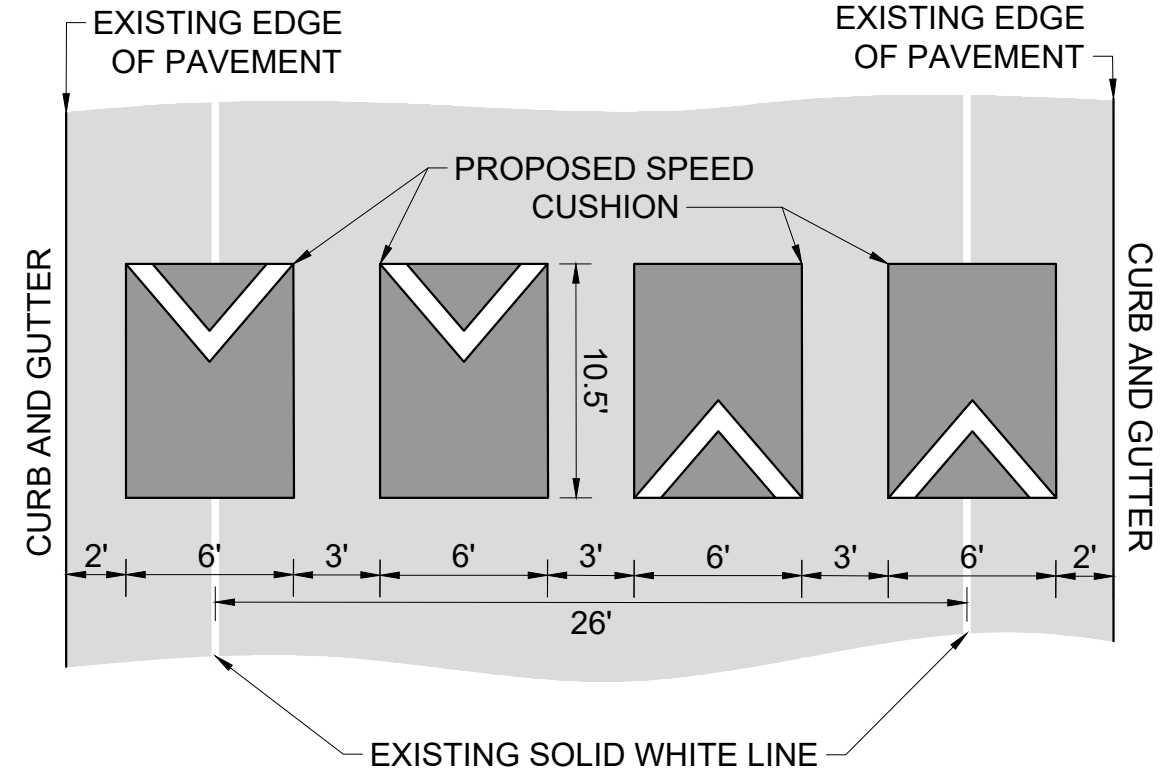 EXISTING EDGE
OF PAVEMENT
EXISTING EDGE
OF PAVEMENT
PROPOSED SPEED
CUSHION
CURB AND GUTTER
CURB AND GUTTER
10.5'
2'
6'
3'
6'
3'
6'
3'
6'
2'
26'
EXISTING SOLID WHITE LINE